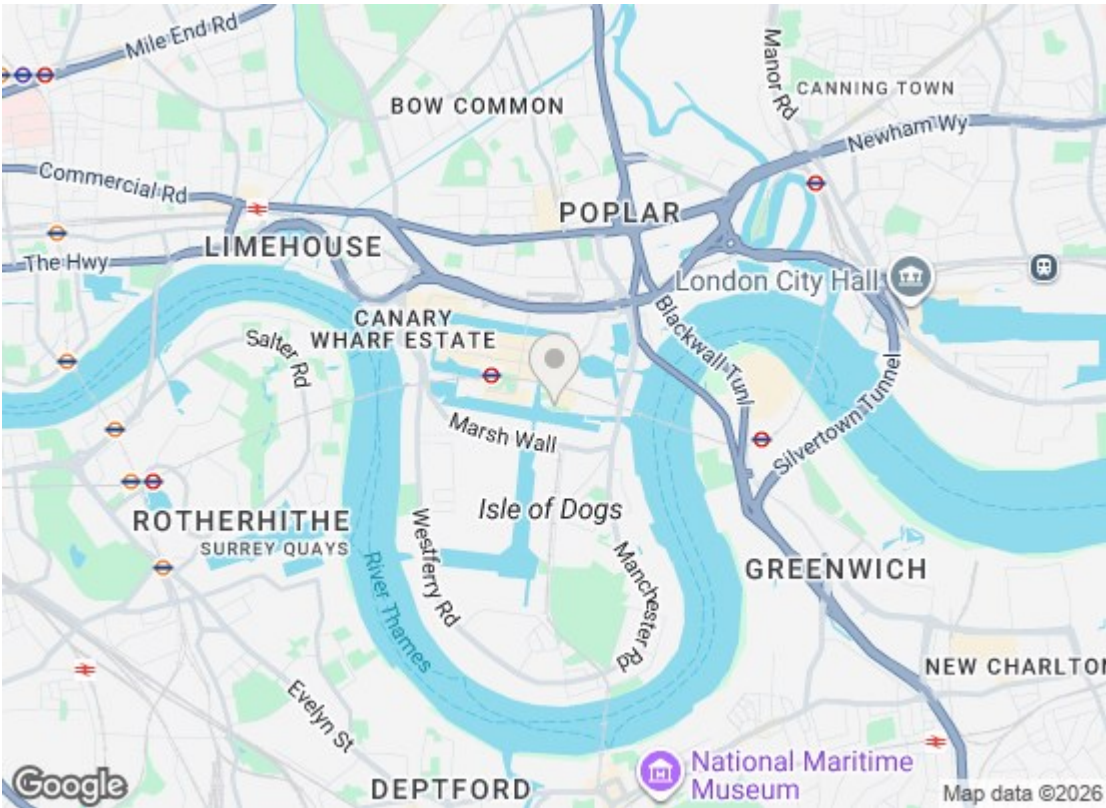 Mile End Rd
Manor Rd
CANNING TOWN
BOW COMMON
Newham Wy
Commercial Rd
POPLAR
LIMEHOUSE
The Hwy
London City Hall
CANARY
WHARF ESTATE
Blackwall Tunl
Salter Rd
Silvertown Tunnel
Marsh Wall
Isle of Dogs
ROTHERHITHE
SURREY QUAYS
Westferry Rd
River Thames
Manchester Rd
GREENWICH
NEW CHARLTON
Evelyn St
National Maritime
Museum
DEPTFORD
Google
Map data ©2026